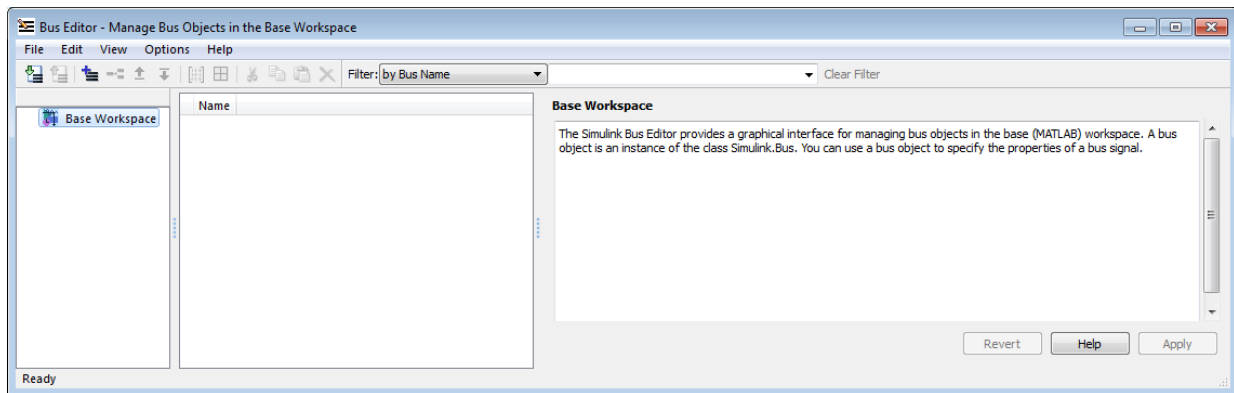 Bus Editor - Manage Bus Objects in the Base Workspace
File Edit View Options Help
Filter: by Bus Name Clear Filter
Base Workspace
Name
Base Workspace
The Simulink Bus Editor provides a graphical interface for managing bus objects in the base (MATLAB) workspace. A bus
object is an instance of the class Simulink.Bus. You can use a bus object to specify the properties of a bus signal.
Revert Help Apply
Ready